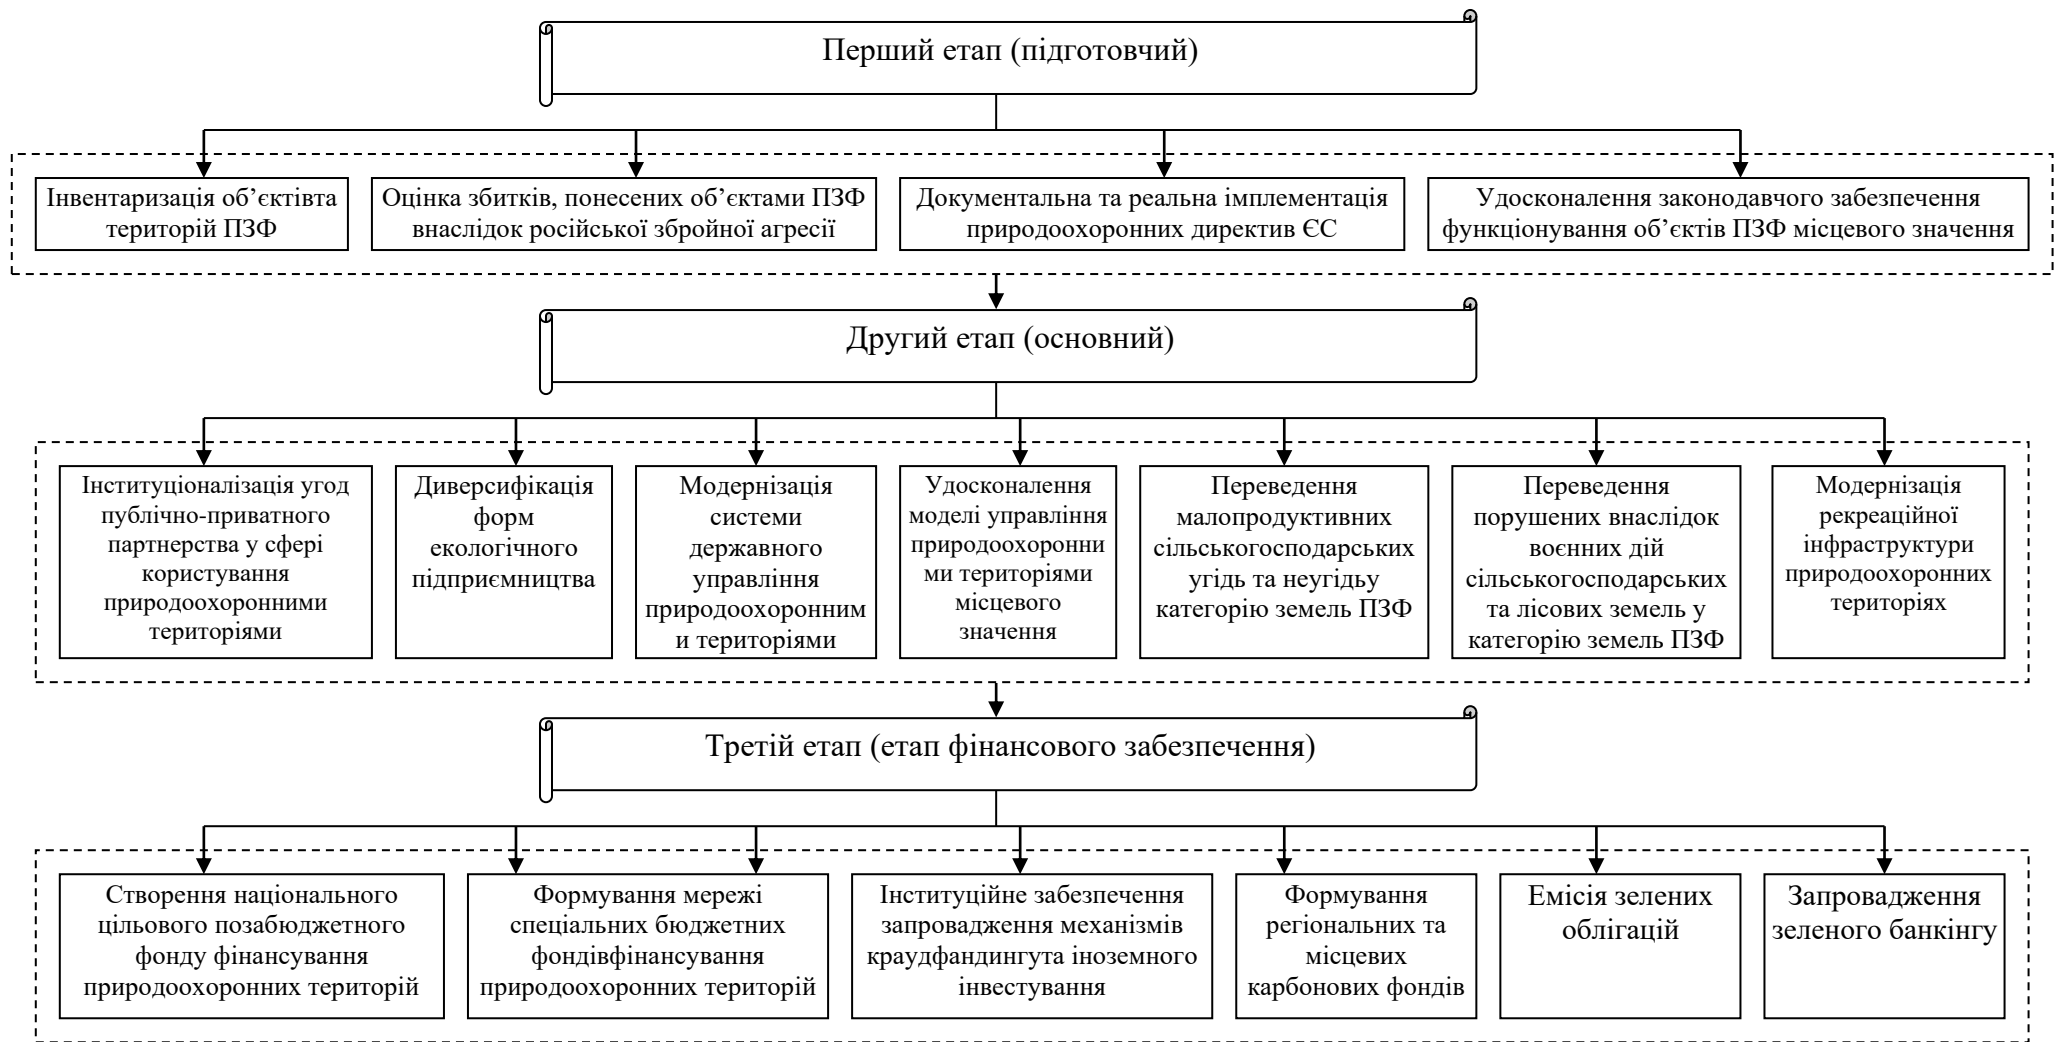 Перший етап (підготовчий)
Інвентаризація об’єктівта
територій ПЗФ
Оцінка збитків, понесених об’єктами ПЗФ
внаслідок російської збройної агресії
Документальна та реальна імплементація
природоохоронних директив ЄС
Удосконалення законодавчого забезпечення
функціонування об’єктів ПЗФ місцевого значення
Другий етап (основний)
Інституціоналізація угод
публічно-приватного
партнерства у сфері
користування
природоохоронними
територіями
Диверсифікація
форм
екологічного
підприємництва
Модернізація
системи
державного
управління
природоохоронним
и територіями
Удосконалення
моделі управління
природоохоронни
ми територіями
місцевого
значення
Переведення
малопродуктивних
сільськогосподарських
угідь та неугідьу
категорію земель ПЗФ
Переведення
порушених внаслідок
воєнних дій
сільськогосподарських
та лісових земель у
категорію земель ПЗФ
Модернізація
рекреаційної
інфраструктури
природоохоронних
територіях
Третій етап (етап фінансового забезпечення)
Створення національного
цільового позабюджетного
фонду фінансування
природоохоронних територій
Формування мережі
спеціальних бюджетних
фондівфінансування
природоохоронних територій
Інституційне забезпечення
запровадження механізмів
краудфандингута іноземного
інвестування
Формування
регіональних та
місцевих
карбонових фондів
Емісія зелених
облігацій
Запровадження
зеленого банкінгу